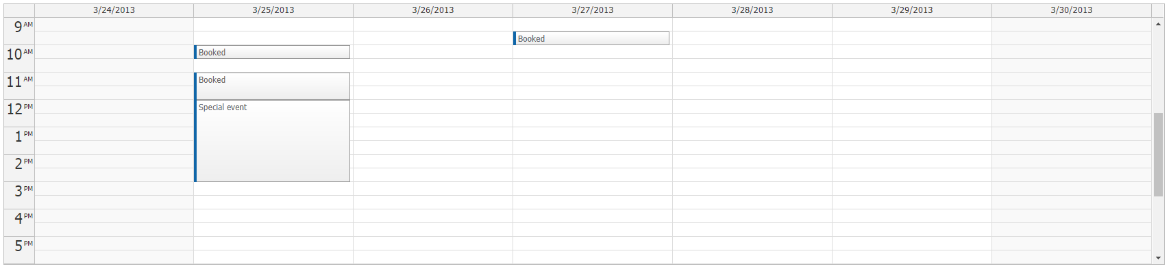 3/24/2013 3/25/2013 3/26/2013 3/27/2013 3/28/2013 3/29/2013 3/30/2013
9 AM
Booked
10 AM Booked
11 AM Booked
12 PM Special event
1 PM
2 PM
3 PM
4 PM
5 PM